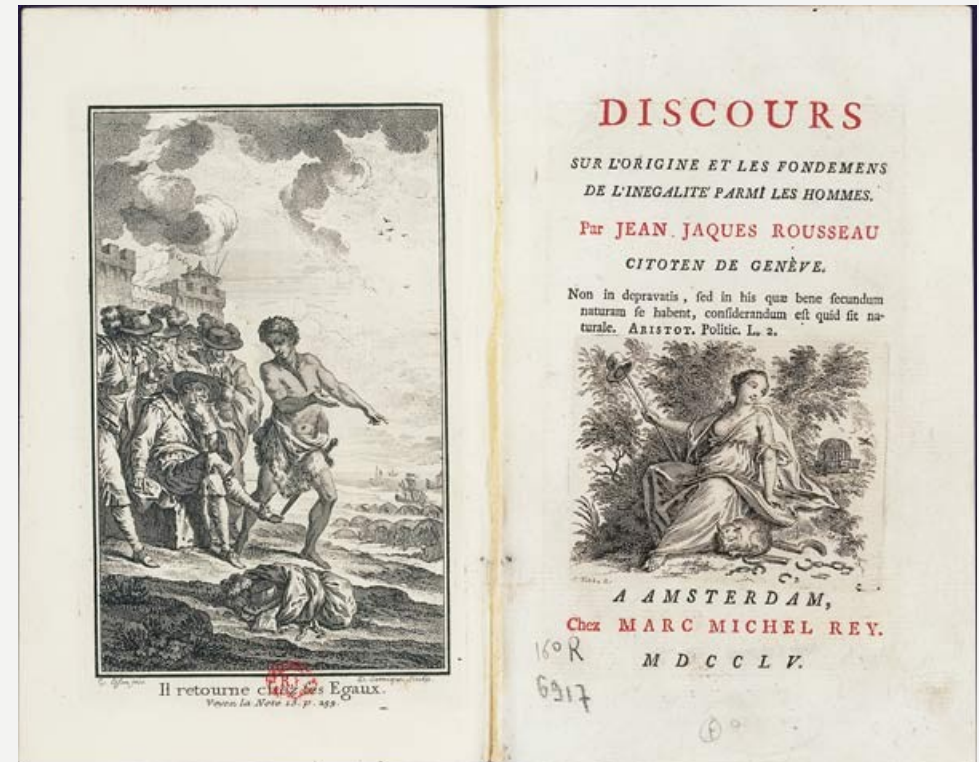 Il retourne chez ses Egaux.
Voyez la Note 13. p. 259.
DISCOURS
SUR L'ORIGINE ET LES FONDEMENS
DE L'INEGALITÉ PARMI LES HOMMES.
Par JEAN JAQUES ROUSSEAU
CITOYEN DE GENÈVE.
Non in depravatis, ſed in his quæ bene ſecundum
naturam ſe habent, conſiderandum eſt quid ſit na-
turale. ARISTOT. Politic. L. 2.
A AMSTERDAM,
Chez MARC MICHEL REY.
MDCCLV.
160 R
6917